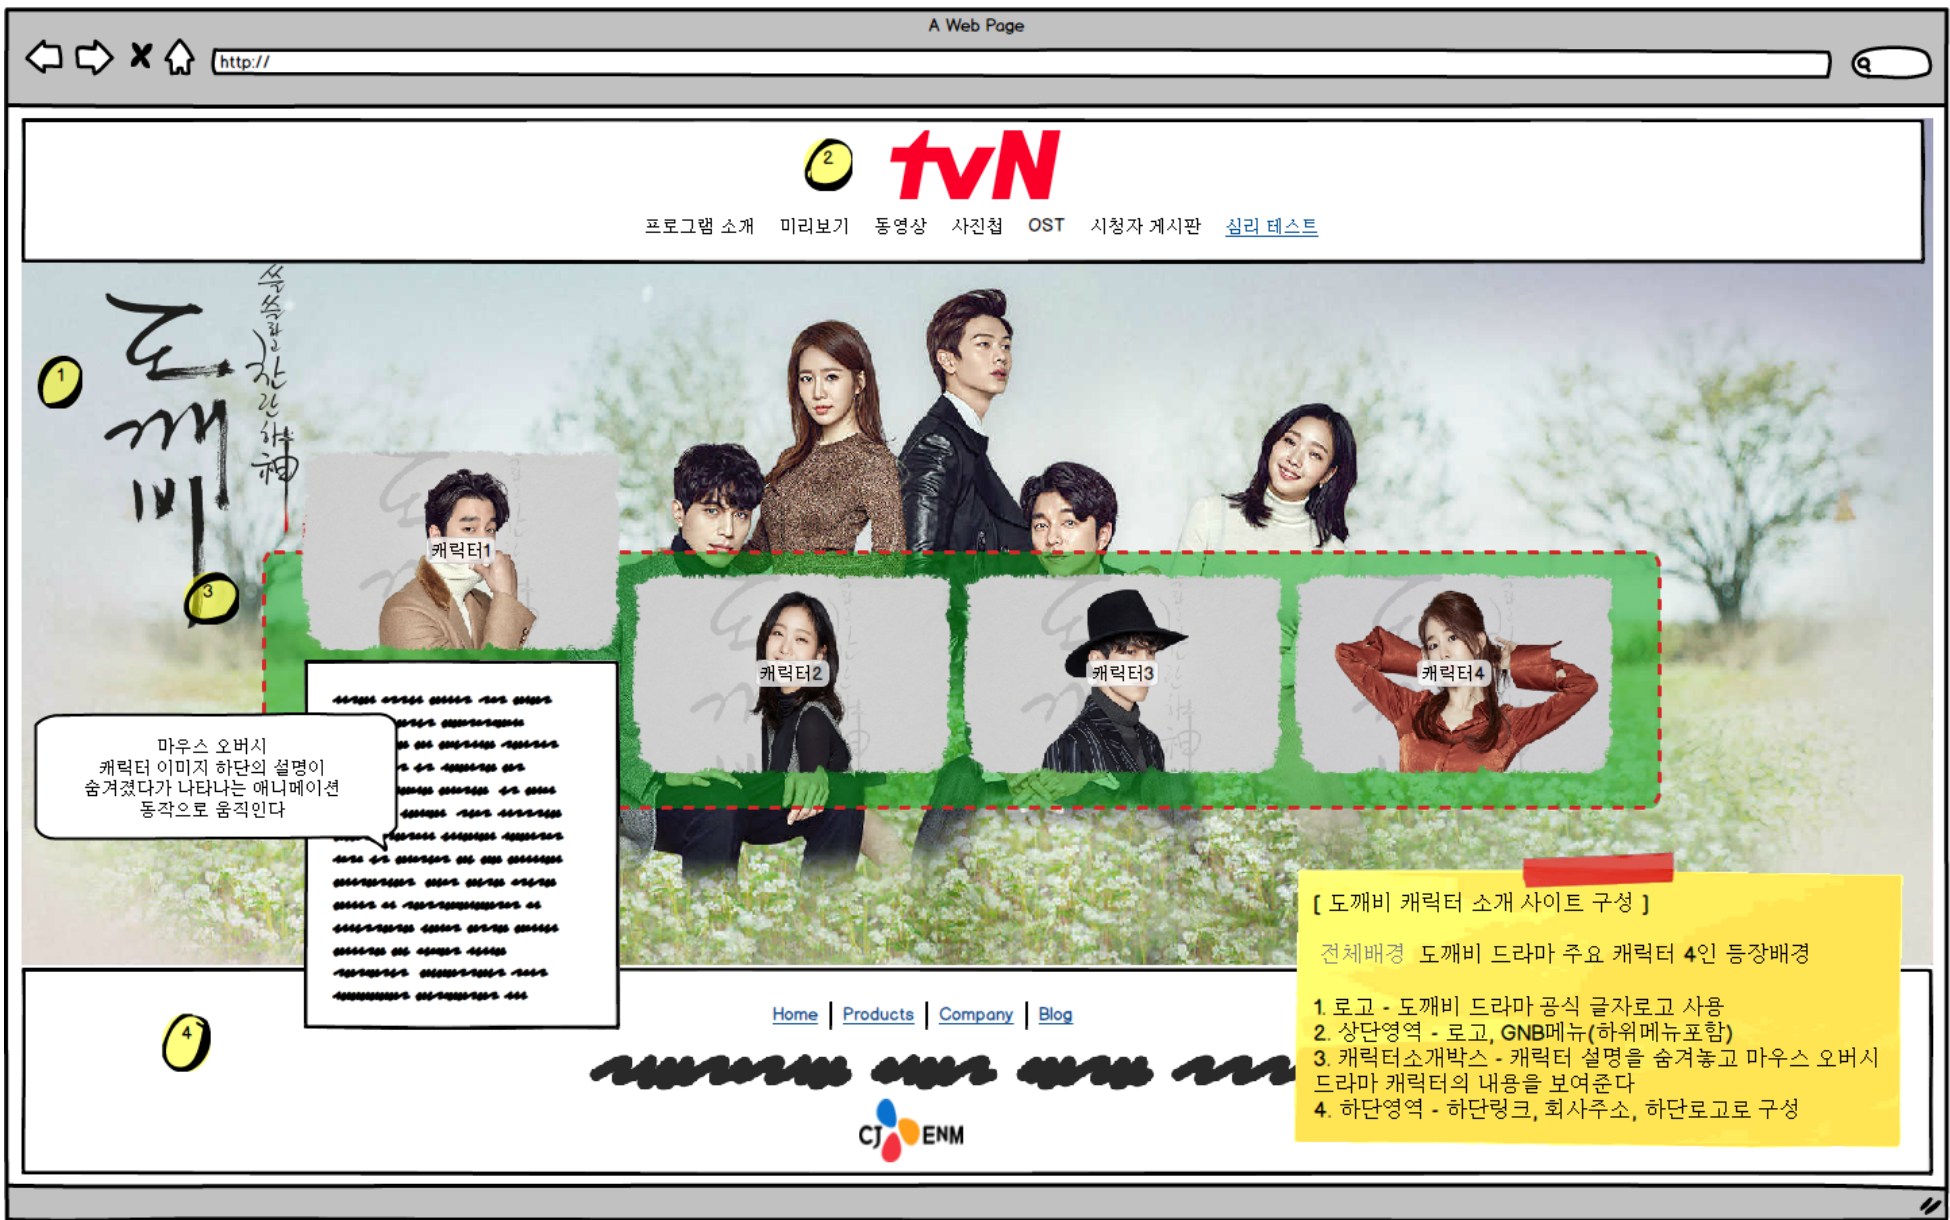 A Web Page
http://
2
tvN
프로그램 소개 미리보기 동영상 사진첩 OST 시청자 게시판 심리 테스트
1
도깨비
쓸쓸하고 찬란하神
캐릭터1
3
캐릭터2
캐릭터3
캐릭터4
마우스 오버시
캐릭터 이미지 하단의 설명이
숨겨졌다가 나타나는 애니메이션
동작으로 움직인다
[ 도깨비 캐릭터 소개 사이트 구성 ]
전체배경 도깨비 드라마 주요 캐릭터 4인 등장배경
1. 로고 - 도깨비 드라마 공식 글자로고 사용
2. 상단영역 - 로고, GNB메뉴(하위메뉴포함)
3. 캐릭터소개박스 - 캐릭터 설명을 숨겨놓고 마우스 오버시
드라마 캐릭터의 내용을 보여준다
4. 하단영역 - 하단링크, 회사주소, 하단로고로 구성
4
Home Products Company Blog
CJ ENM